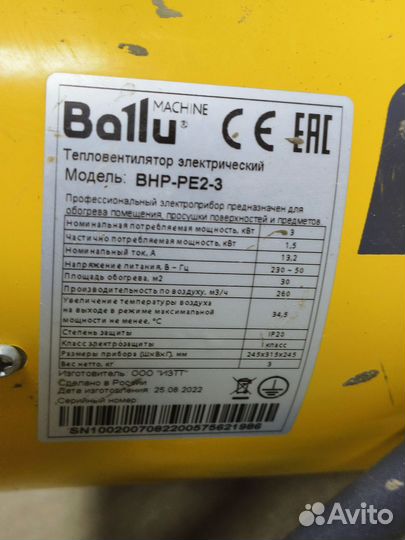 Ballu® MACHINE CE EAC
Тепловентилятор электрический
Модель: BHP-PE2-3
Профессиональный электроприбор предназначен для
обогрева помещения, просушки поверхностей и предметов
Номинальная потребляемая мощность, кВт 3
Частично потребляемая мощность, кВт 1,5
Номинальный ток, А 13,2
Напряжение питания, В – Гц 230 – 50
Площадь обогрева, м2 30
Производительность по воздуху, м3/ч 260
Увеличение температуры воздуха
на выходе в режиме максимальной
мощности не менее, °С 34,5
Степень защиты IP20
Класс электрозащиты I класс
Размеры прибора (ШхВхГ), мм 245x315x245
Вес нетто, кг 3
Изготовитель: ООО "ИЗТТ"
Сделано в России
Дата изготовления: 25.08.2022
Серийный номер:
SN1002007082200575621986
Avito